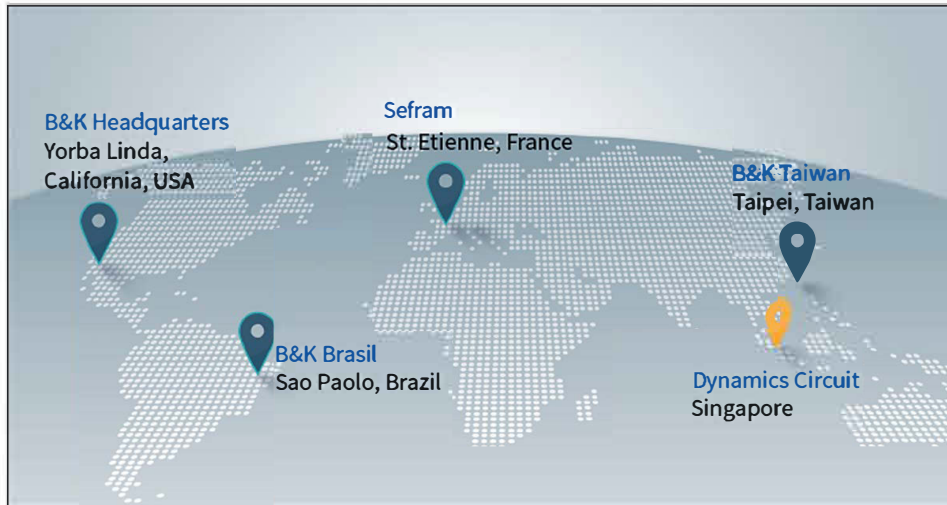 B&K Headquarters
Yorba Linda,
California, USA
Sefram
St. Etienne, France
B&K Taiwan
Taipei, Taiwan
B&K Brasil
Sao Paolo, Brazil
Dynamics Circuit
Singapore